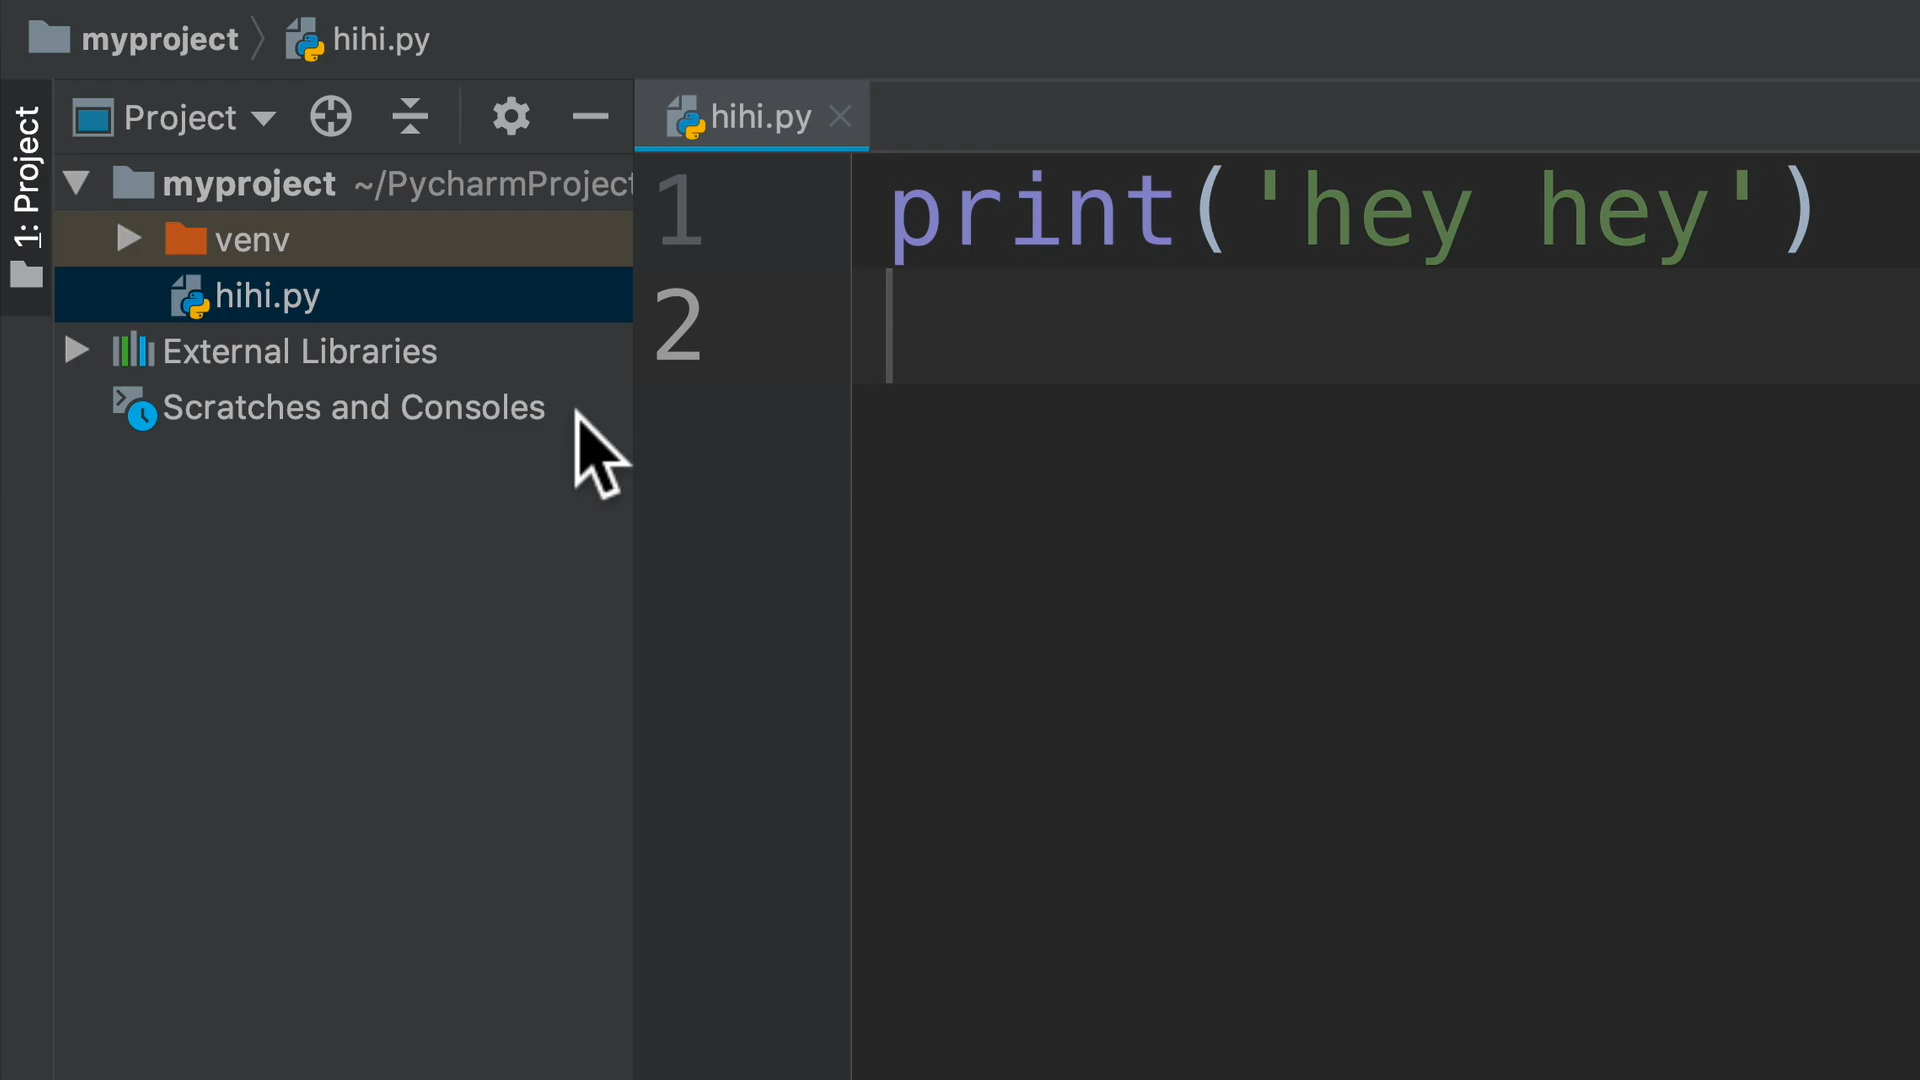 myproject hihi.py
1: Project
Project
hihi.py
myproject ~/PycharmProject
venv
hihi.py
External Libraries
Scratches and Consoles
1 print('hey hey')
2